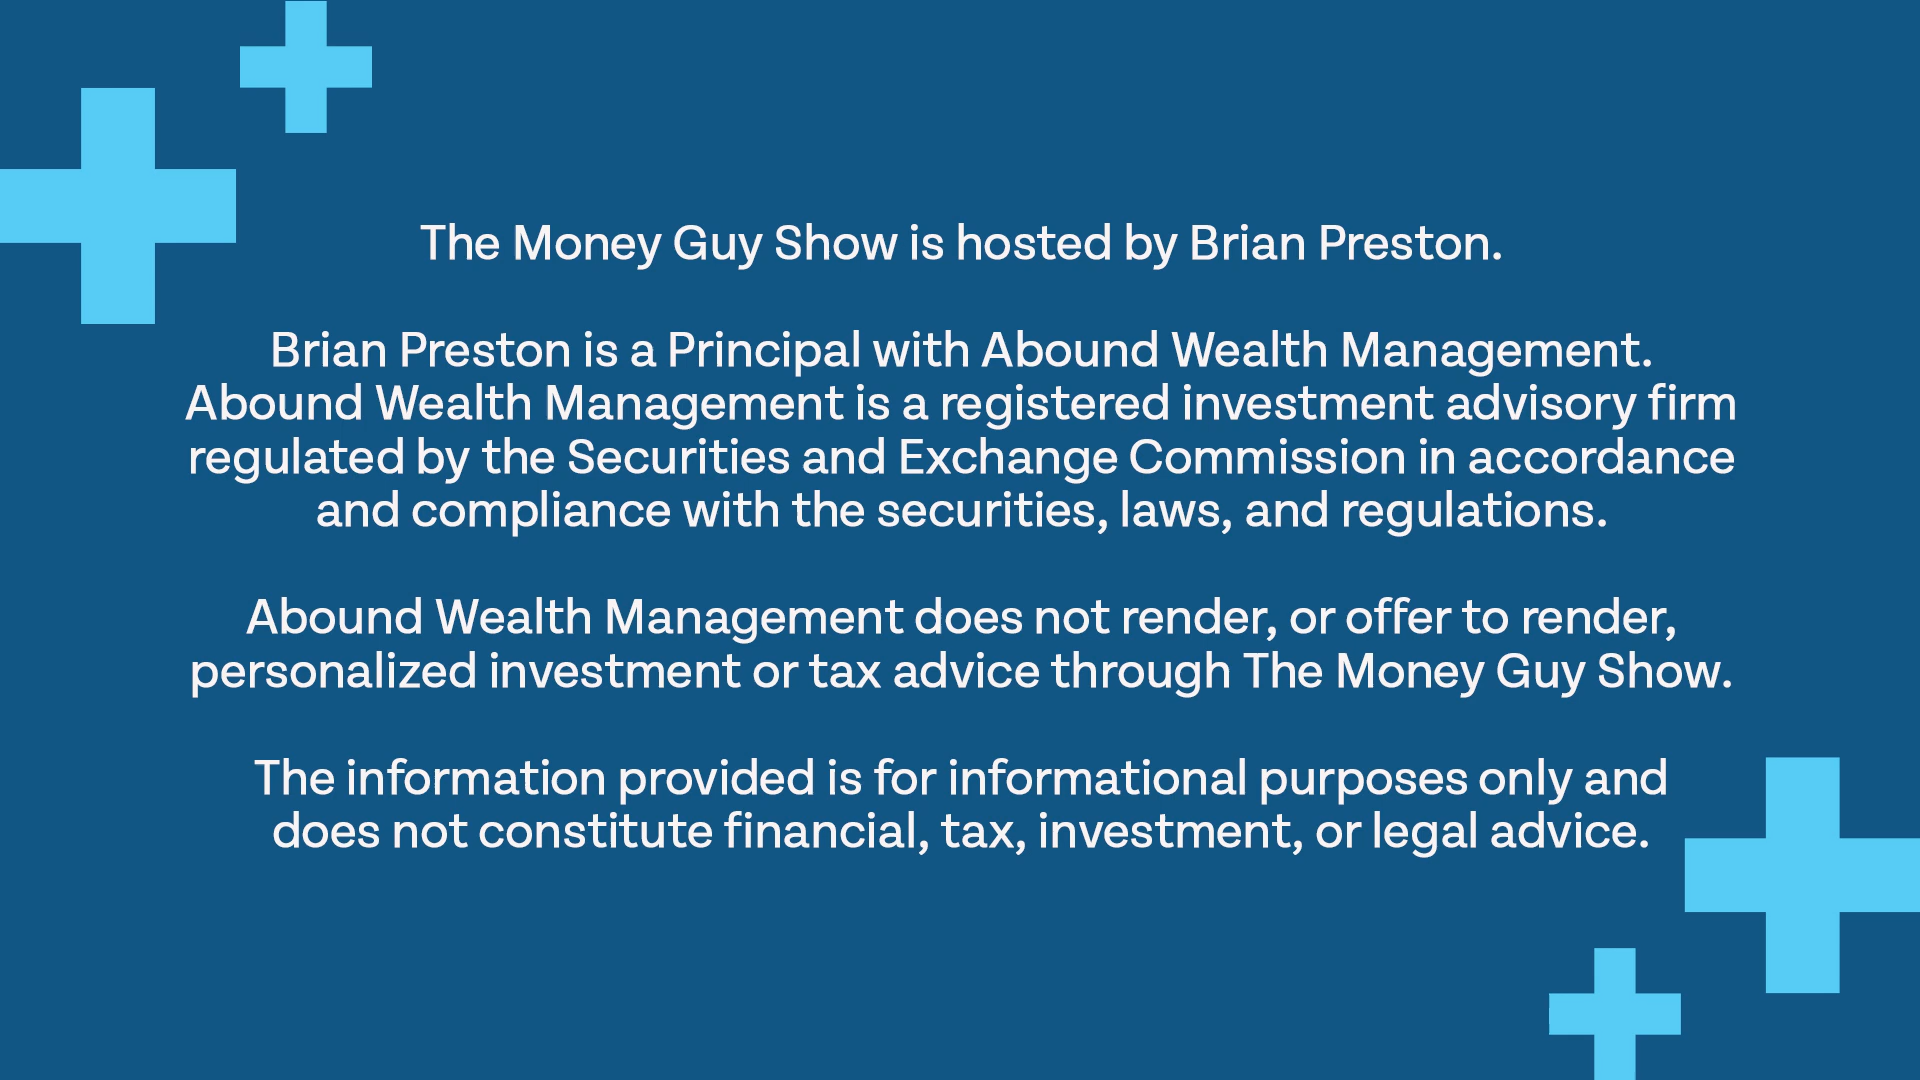 The Money Guy Show is hosted by Brian Preston.
Brian Preston is a Principal with Abound Wealth Management.
Abound Wealth Management is a registered investment advisory firm
regulated by the Securities and Exchange Commission in accordance
and compliance with the securities, laws, and regulations.
Abound Wealth Management does not render, or offer to render,
personalized investment or tax advice through The Money Guy Show.
The information provided is for informational purposes only and
does not constitute financial, tax, investment, or legal advice.